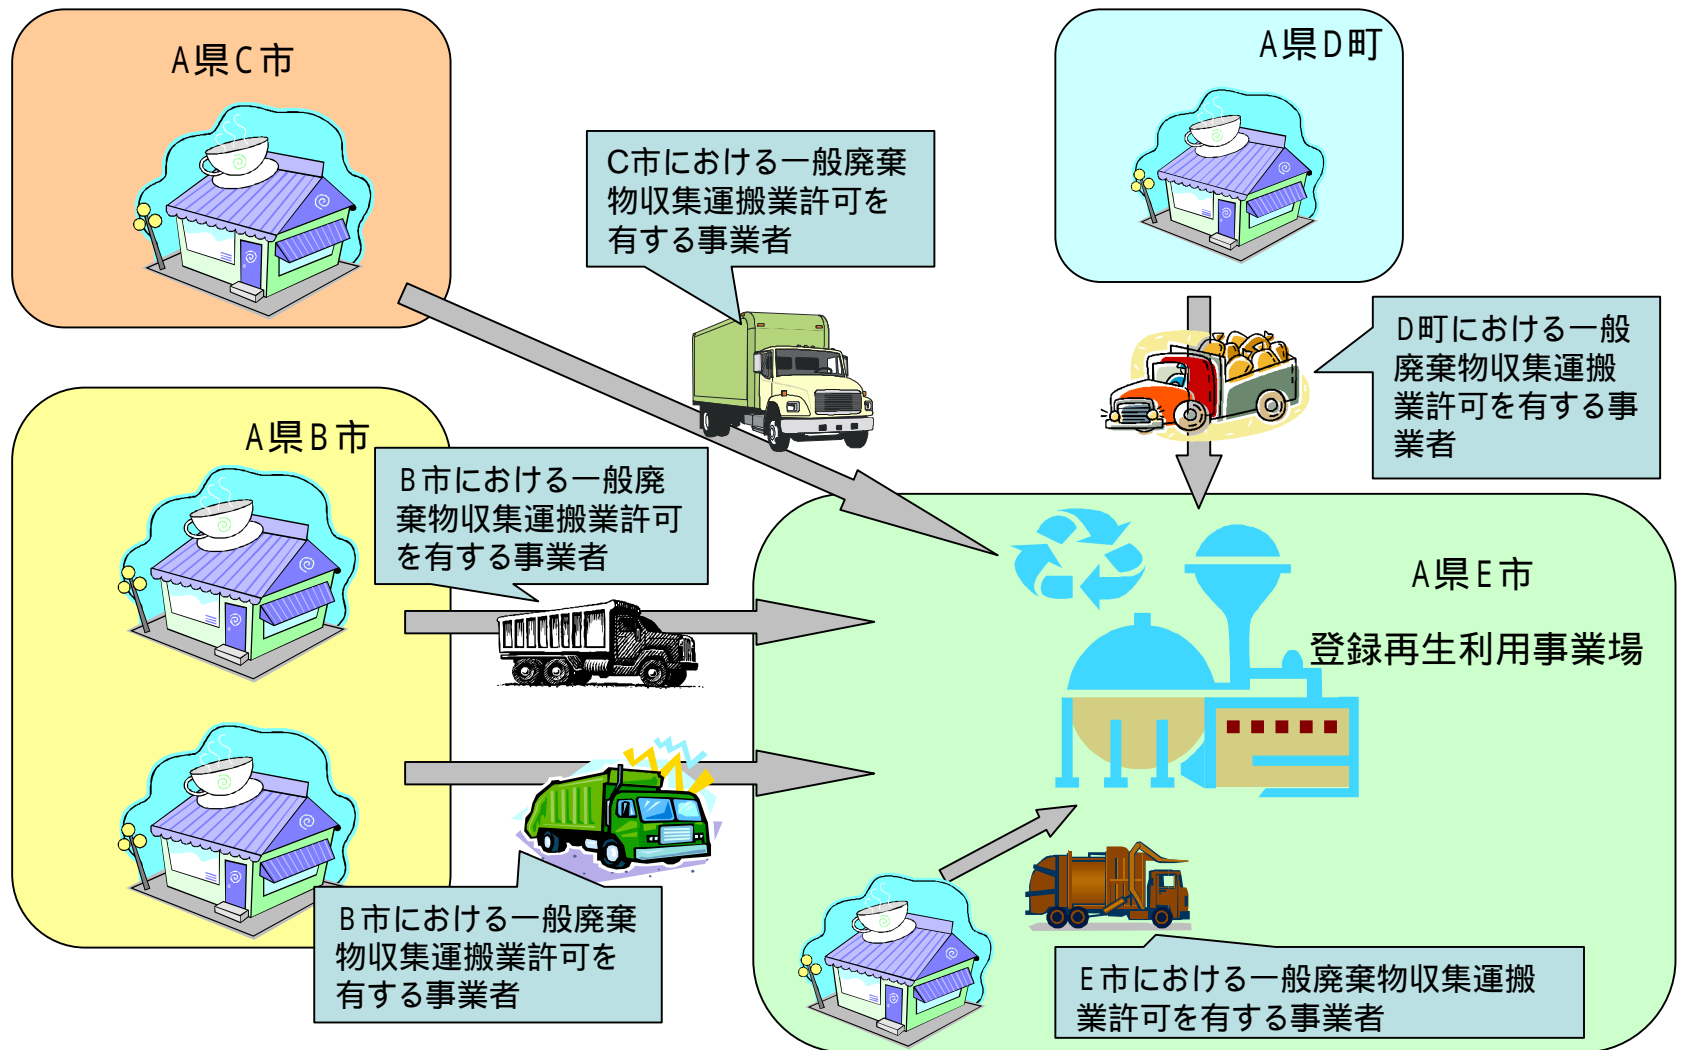 A県C市
A県D町
C市における一般廃棄
物収集運搬業許可を
有する事業者
D町における一般
廃棄物収集運搬
業許可を有する事
業者
A県B市
B市における一般廃
棄物収集運搬業許可
を有する事業者
A県E市
登録再生利用事業場
B市における一般廃棄
物収集運搬業許可を
有する事業者
E市における一般廃棄物収集運搬
業許可を有する事業者